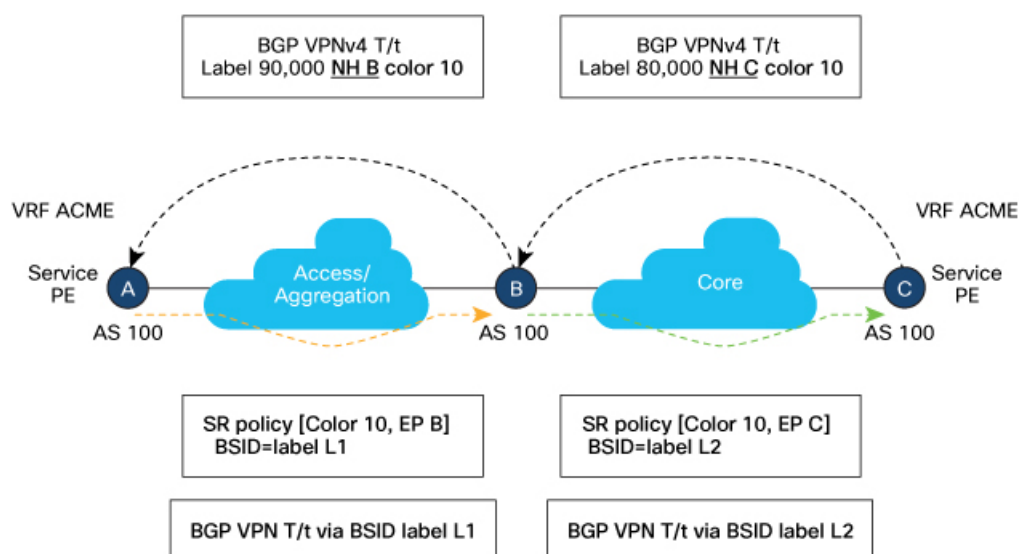 BGP VPNv4 T/t
Label 90,000 NH B color 10
BGP VPNv4 T/t
Label 80,000 NH C color 10
VRF ACME
VRF ACME
Service
PE
A
Access/
Aggregation
B
Core
C
Service
PE
AS 100
AS 100
AS 100
SR policy [Color 10, EP B]
BSID=label L1
SR policy [Color 10, EP C]
BSID=label L2
BGP VPN T/t via BSID label L1
BGP VPN T/t via BSID label L2